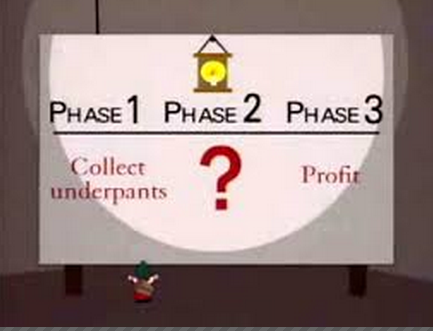 PHASE 1 PHASE 2 PHASE 3
Collect underpants
?
Profit